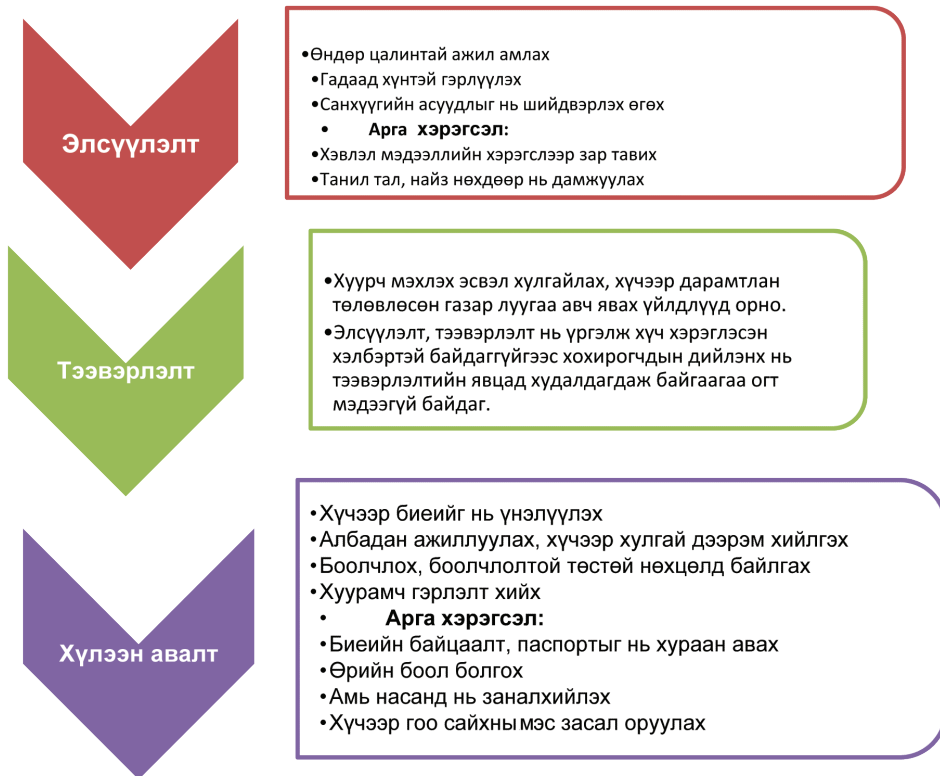 Элсүүлэлт
•Өндөр цалинтай ажил амлах
•Гадаад хүнтэй гэрлүүлэх
•Санхүүгийн асуудлыг нь шийдвэрлэх өгөх
• Арга хэрэгсэл:
•Хэвлэл мэдээллийн хэрэгслээр зар тавих
•Танил тал, найз нөхдөөр нь дамжуулах
Тээвэрлэлт
•Хуурч мэхлэх эсвэл хулгайлах, хүчээр дарамтлан
төлөвлөсөн газар луугаа авч явах үйлдлүүд орно.
•Элсүүлэлт, тээвэрлэлт нь үргэлж хүч хэрэглэсэн
хэлбэртэй байдаггүйгээс хохирогчдын дийлэнх нь
тээвэрлэлтийн явцад худалдагдаж байгаагаа огт
мэдээгүй байдаг.
Хүлээн авалт
•Хүчээр биеийг нь үнэлүүлэх
•Албадан ажиллуулах, хүчээр хулгай дээрэм хийлгэх
•Боолчлох, боолчлолтой төстөй нөхцөлд байлгах
•Хуурамч гэрлэлт хийх
• Арга хэрэгсэл:
•Биеийн байцаалт, паспортыг нь хураан авах
•Өрийн боол болгох
•Амь насанд нь заналхийлэх
•Хүчээр гоо сайхны мэс засал оруулах